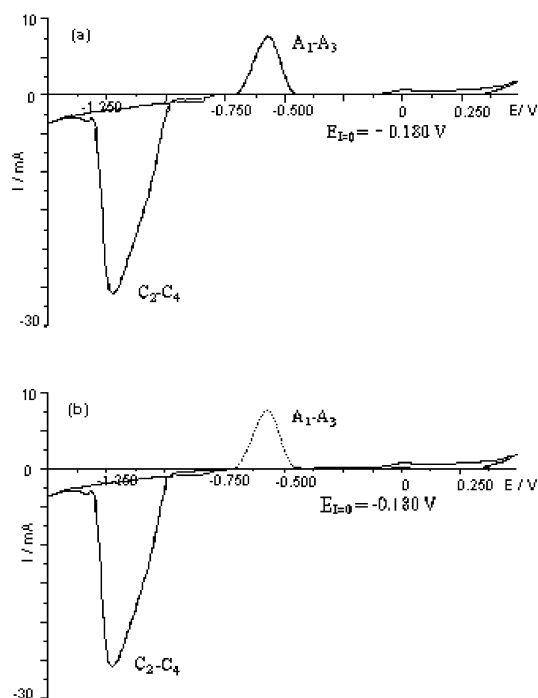 10
(a)
A₁-A₃
0
-1.250 -0.750 -0.500 0 0.250 E/ V
E_I=0 = - 0.180 V
I / mA
C₂-C₄
-30
10
(b)
A₁-A₃
0
-1.250 -0.750 -0.500 0 0.250 E / V
E_I=0 = -0.180 V
I / mA
C₂-C₄
-30